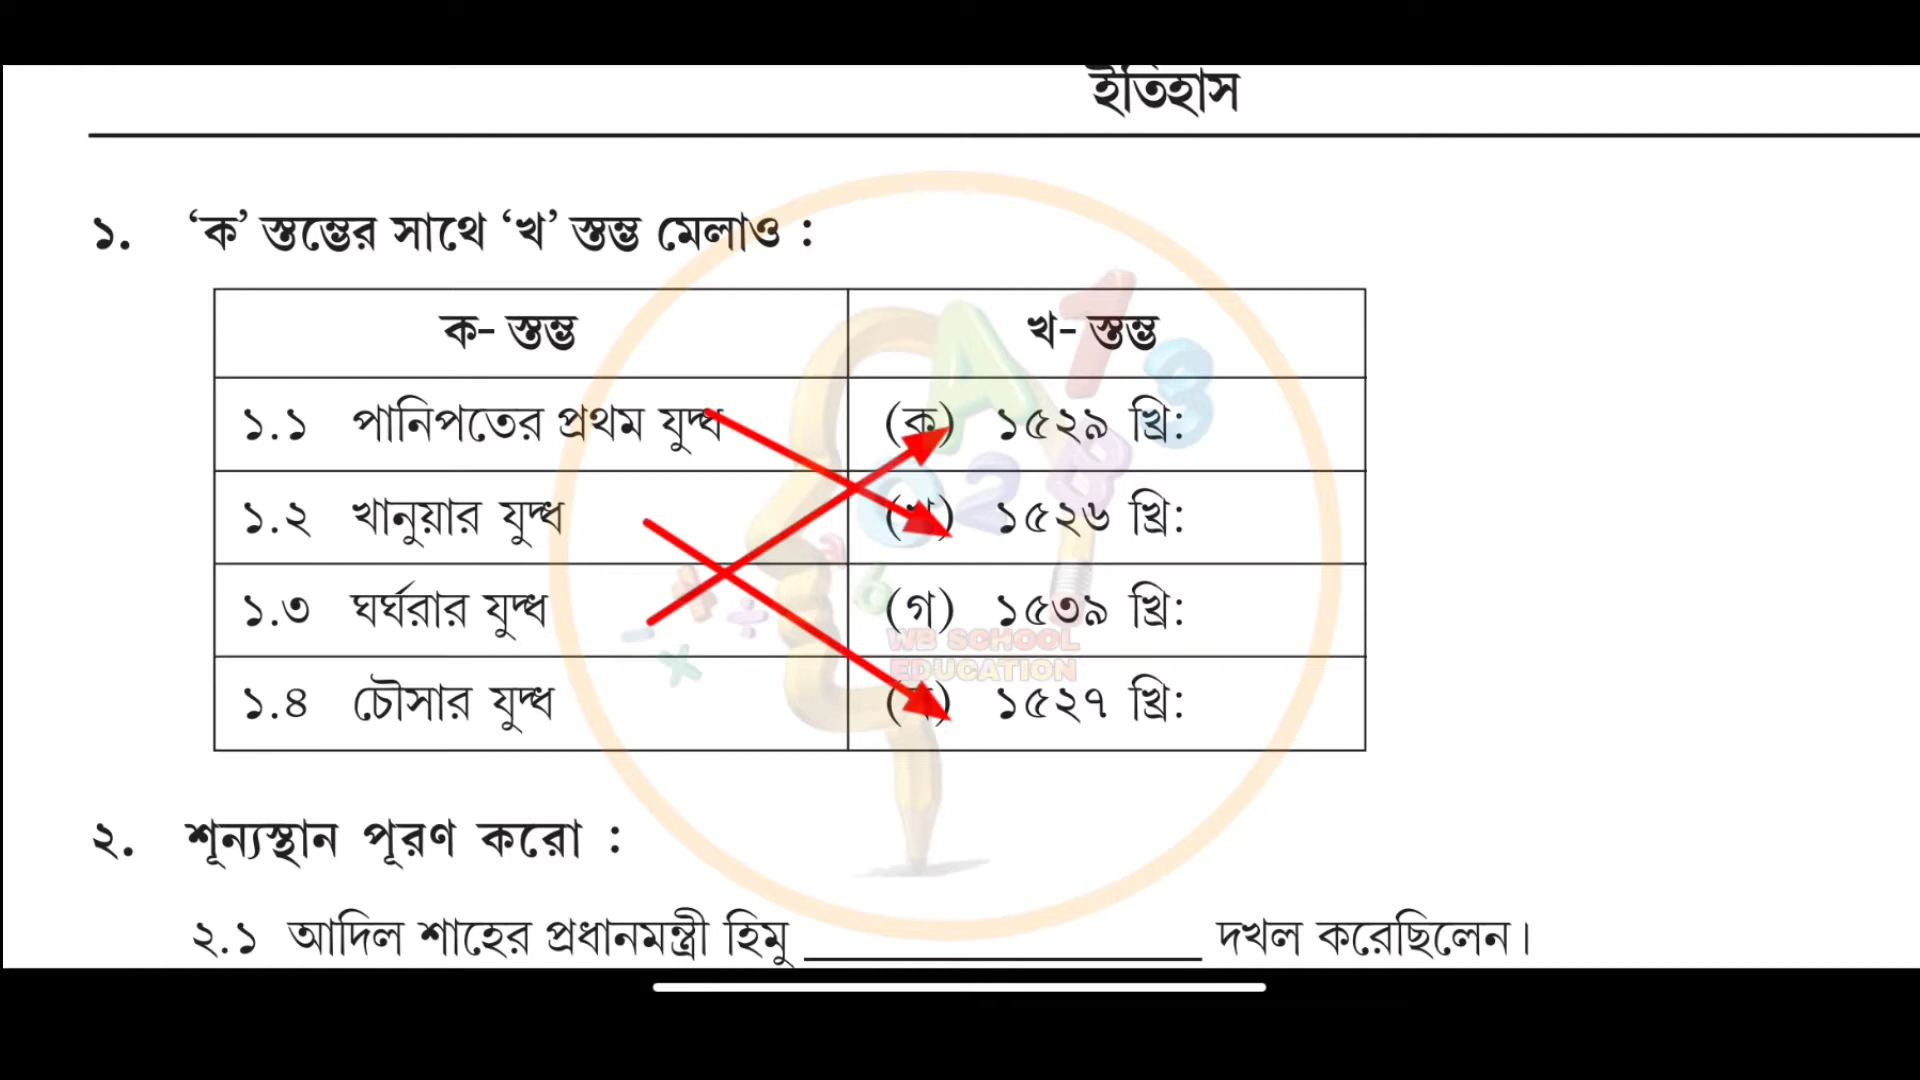 ইতিহাস
১. ‘ক’ স্তম্ভের সাথে ‘খ’ স্তম্ভ মেলাও :
ক- স্তম্ভ খ- স্তম্ভ
১.১ পানিপতের প্রথম যুদ্ধ (ক) ১৫২৯ খ্রি:
১.২ খানুয়ার যুদ্ধ (খ) ১৫২৬ খ্রি:
১.৩ ঘর্ঘরার যুদ্ধ (গ) ১৫৩৯ খ্রি:
WB SCHOOL
EDUCATION
১.৪ চৌসার যুদ্ধ (ঘ) ১৫২৭ খ্রি:
২. শূন্যস্থান পূরণ করো :
২.১ আদিল শাহের প্রধানমন্ত্রী হিমু ____________ দখল করেছিলেন।